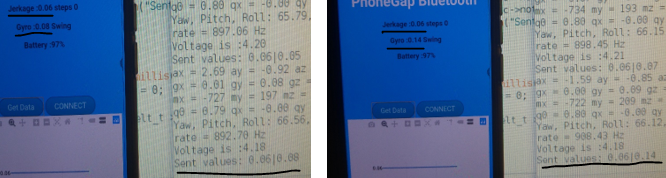 Jerkage:0.06 steps 0
Gyro :0.08 Swing
Battery :97%
Get Data
CONNECT
0.06
("Sent
q0 = 0.80 qx = -0.00 qy
Yaw, Pitch, Roll: 65.79,
rate = 897.06 Hz
Voltage is :4.20
Sent values: 0.06|0.05
ax = 2.69 ay = -0.92 az
gx = 0.01 gy = 0.08 gz =
mx = -727 my = 197 mz =
q0 = 0.79 qx = -0.00 qy
Yaw, Pitch, Roll: 66.56,
rate = 892.70 Hz
Voltage is :4.18
Sent values: 0.06|0.08
PhoneGap Bluetooth
Jerkage :0.06 steps 0
Gyro :0.14 Swing
Battery :97%
Get Data
CONNECT
0.06
("Sent
mx = -734 my = 193 mz =
q0 = 0.80 qx = -0.00 qy
Yaw, Pitch, Roll: 66.15
rate = 898.45 Hz
Voltage is :4.21
Sent values: 0.06|0.07
ax = -1.59 ay = -0.85 a
gx = 0.00 gy = 0.09 gz
mx = -722 my = 209 mz =
q0 = 0.80 qx = -0.00 qy
Yaw, Pitch, Roll: 66.12
rate = 908.43 Hz
Voltage is :4.18
Sent values: 0.06|0.14